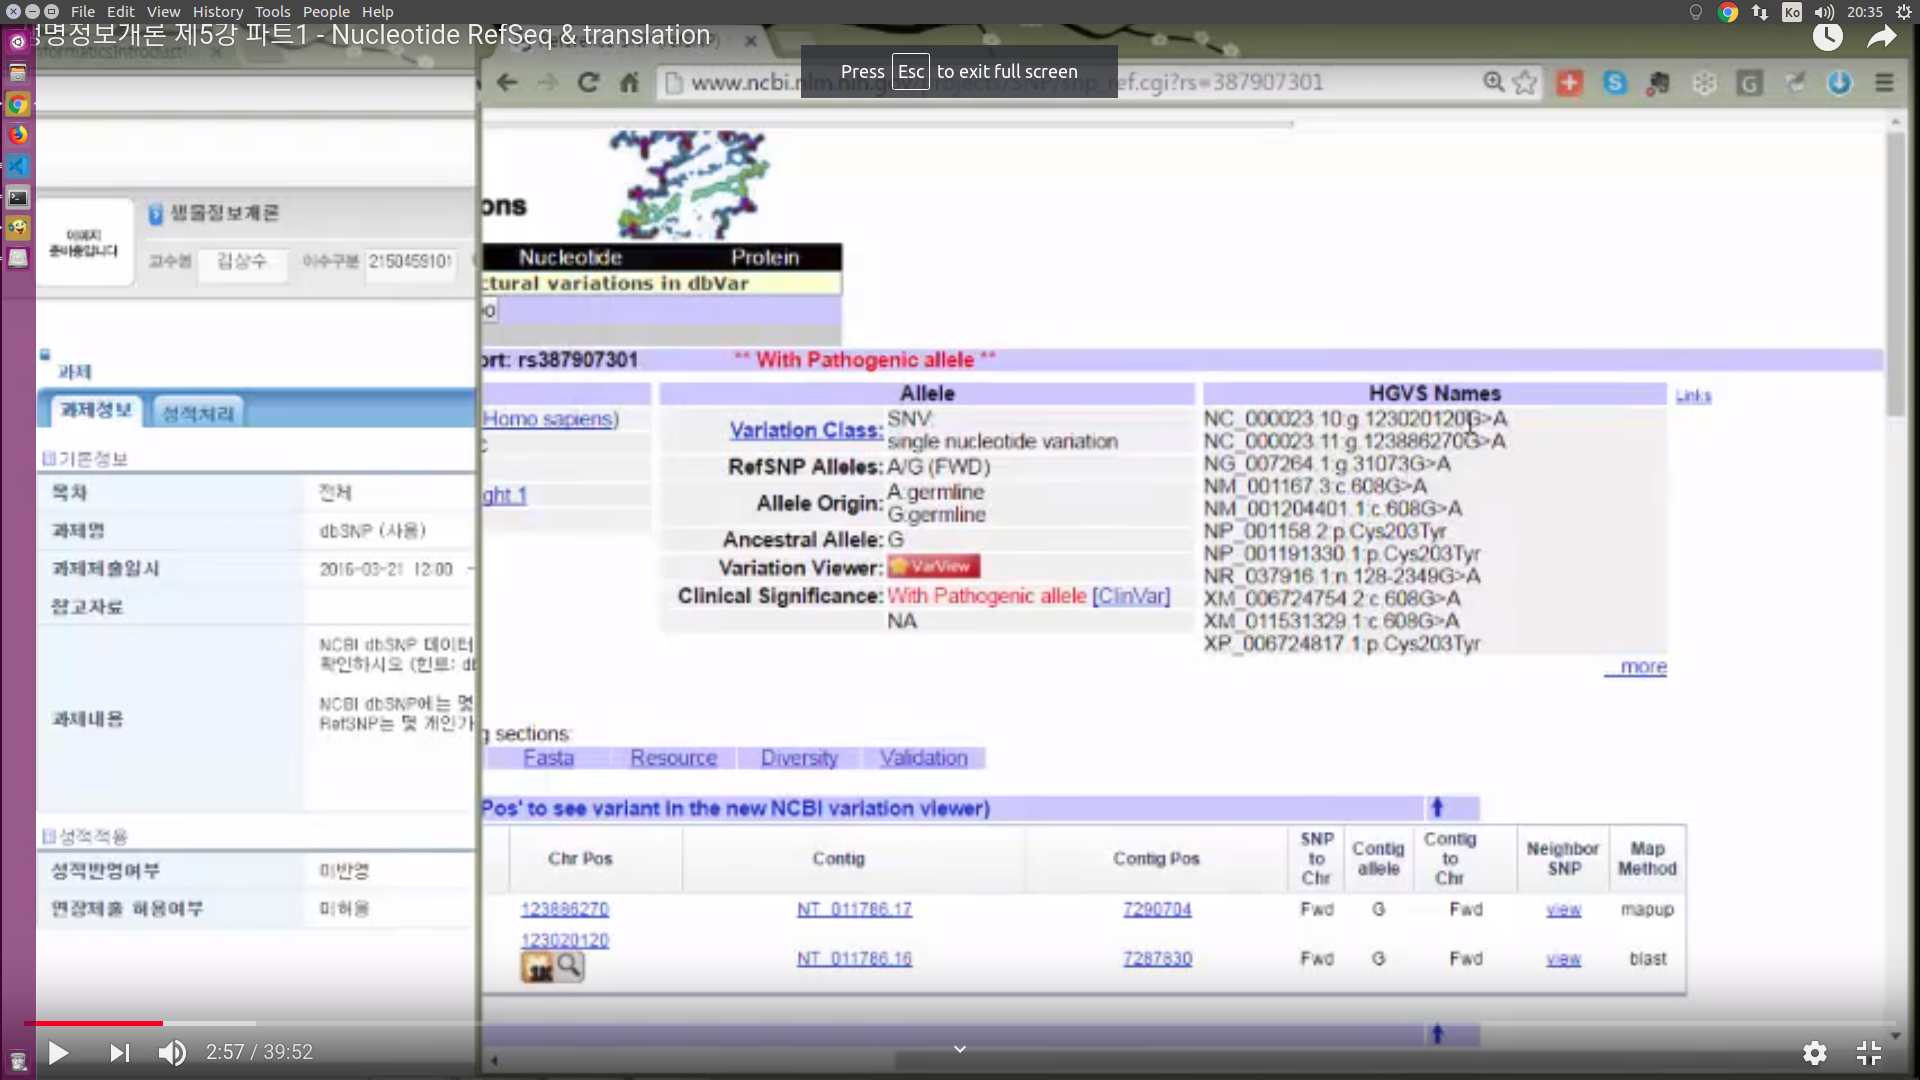 File Edit View History Tools People Help
Ko
20:35
생명정보개론 제5강 파트1 - Nucleotide RefSeq & translation
Press Esc to exit full screen
www.ncbi.nlm.nih.gov/projects/SNP/snp_ref.cgi?rs=387907301
이미지
준비중입니다
생물정보개론
교수명 김상수 이수구분 2150459101
과제
과제정보 성적처리
기본정보
목차 전체
과제명 dbSNP (사용)
과제제출일시 2016-03-21 12:00 -
참고자료
과제내용
NCBI dbSNP 데이터
확인하시오 (힌트: db
NCBI dbSNP에는 몇
RefSNP는 몇 개인가
성적적용
성적반영여부 미반영
연장제출 허용여부 미허용
ons
Nucleotide Protein
ctural variations in dbVar
ort: rs387907301 ** With Pathogenic allele **
(Homo sapiens)
ght 1
Allele
Variation Class: SNV:
single nucleotide variation
RefSNP Alleles: A/G (FWD)
Allele Origin: A:germline
G:germline
Ancestral Allele: G
Variation Viewer: VarView
Clinical Significance: With Pathogenic allele [ClinVar]
NA
HGVS Names
Links
NC_000023.10:g.123020120G>A
NC_000023.11:g.123886270G>A
NG_007264.1:g.31073G>A
NM_001167.3:c.608G>A
NM_001204401.1:c.608G>A
NP_001158.2:p.Cys203Tyr
NP_001191330.1:p.Cys203Tyr
NR_037916.1:n.128-2349G>A
XM_006724754.2:c.608G>A
XM_011531329.1:c.608G>A
XP_006724817.1:p.Cys203Tyr
...more
g sections:
Fasta Resource Diversity Validation
Pos' to see variant in the new NCBI variation viewer)
Chr Pos Contig Contig Pos SNP to Chr Contig allele Contig to Chr Neighbor SNP Map Method
123886270 NT_011786.17 7290704 Fwd G Fwd view mapup
123020120 NT_011786.16 7287830 Fwd G Fwd view blast
2:57 / 39:52